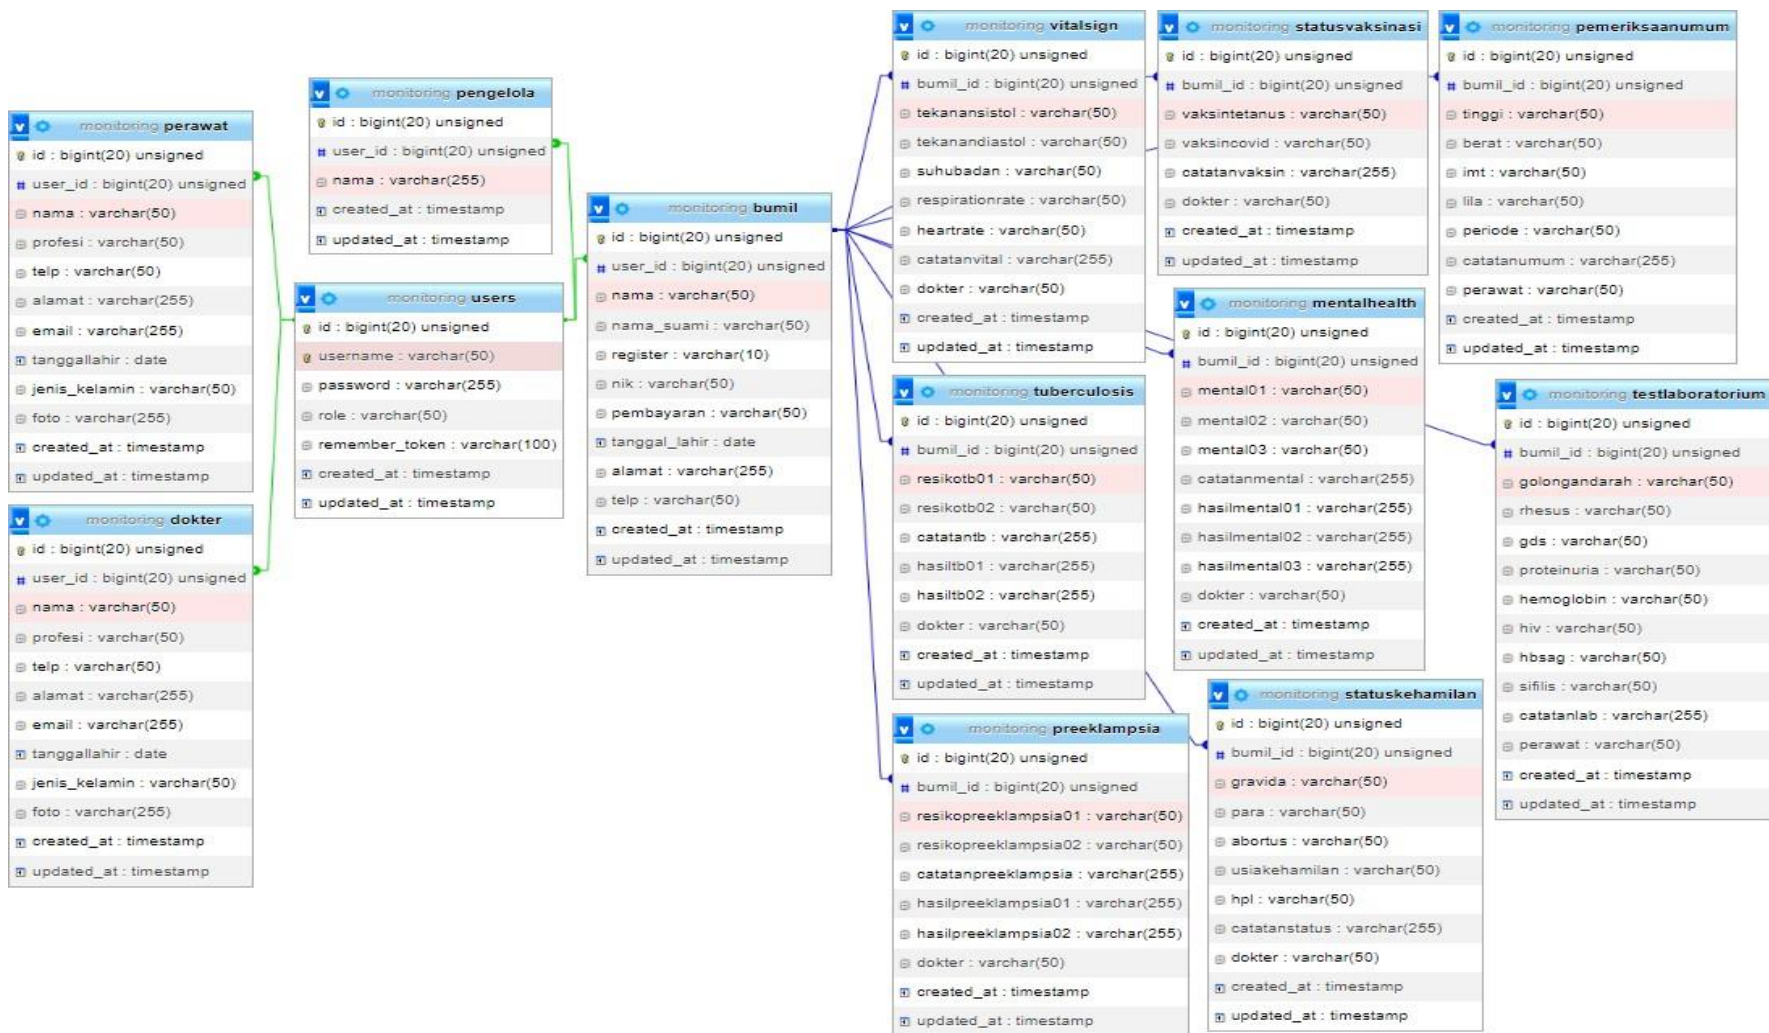 monitoring perawat
id : bigint(20) unsigned
user_id : bigint(20) unsigned
nama : varchar(50)
profesi : varchar(50)
telp : varchar(50)
alamat : varchar(255)
email : varchar(255)
tanggallahir : date
jenis_kelamin : varchar(50)
foto : varchar(255)
created_at : timestamp
updated_at : timestamp
monitoring dokter
id : bigint(20) unsigned
user_id : bigint(20) unsigned
nama : varchar(50)
profesi : varchar(50)
telp : varchar(50)
alamat : varchar(255)
email : varchar(255)
tanggallahir : date
jenis_kelamin : varchar(50)
foto : varchar(255)
created_at : timestamp
updated_at : timestamp
monitoring pengelola
id : bigint(20) unsigned
user_id : bigint(20) unsigned
nama : varchar(255)
created_at : timestamp
updated_at : timestamp
monitoring users
id : bigint(20) unsigned
username : varchar(50)
password : varchar(255)
role : varchar(50)
remember_token : varchar(100)
created_at : timestamp
updated_at : timestamp
monitoring bumil
id : bigint(20) unsigned
user_id : bigint(20) unsigned
nama : varchar(50)
nama_suami : varchar(50)
register : varchar(10)
nik : varchar(50)
pembayaran : varchar(50)
tanggal_lahir : date
alamat : varchar(255)
telp : varchar(50)
created_at : timestamp
updated_at : timestamp
monitoring vitalsign
id : bigint(20) unsigned
bumil_id : bigint(20) unsigned
tekanansistol : varchar(50)
tekanandiastol : varchar(50)
suhubadan : varchar(50)
respirationrate : varchar(50)
heartrate : varchar(50)
catatanvital : varchar(255)
dokter : varchar(50)
created_at : timestamp
updated_at : timestamp
monitoring tuberculosis
id : bigint(20) unsigned
bumil_id : bigint(20) unsigned
resikotb01 : varchar(50)
resikotb02 : varchar(50)
catatantb : varchar(255)
hasiltb01 : varchar(255)
hasiltb02 : varchar(255)
dokter : varchar(50)
created_at : timestamp
updated_at : timestamp
monitoring preeklampsia
id : bigint(20) unsigned
bumil_id : bigint(20) unsigned
resikopreeklampsia01 : varchar(50)
resikopreeklampsia02 : varchar(50)
catatanpreeklampsia : varchar(255)
hasilpreeklampsia01 : varchar(255)
hasilpreeklampsia02 : varchar(255)
dokter : varchar(50)
created_at : timestamp
updated_at : timestamp
monitoring statusvaksinasi
id : bigint(20) unsigned
bumil_id : bigint(20) unsigned
vaksintetanus : varchar(50)
vaksincovid : varchar(50)
catatanvaksin : varchar(255)
dokter : varchar(50)
created_at : timestamp
updated_at : timestamp
monitoring mentalhealth
id : bigint(20) unsigned
bumil_id : bigint(20) unsigned
mental01 : varchar(50)
mental02 : varchar(50)
mental03 : varchar(50)
catatanmental : varchar(255)
hasilmental01 : varchar(255)
hasilmental02 : varchar(255)
hasilmental03 : varchar(255)
dokter : varchar(50)
created_at : timestamp
updated_at : timestamp
monitoring statuskehamilan
id : bigint(20) unsigned
bumil_id : bigint(20) unsigned
gravida : varchar(50)
para : varchar(50)
abortus : varchar(50)
usiakehamilan : varchar(50)
hpl : varchar(50)
catatanstatus : varchar(255)
dokter : varchar(50)
created_at : timestamp
updated_at : timestamp
monitoring pemeriksaanumum
id : bigint(20) unsigned
bumil_id : bigint(20) unsigned
tinggi : varchar(50)
berat : varchar(50)
imt : varchar(50)
lila : varchar(50)
periode : varchar(50)
catatanumum : varchar(255)
perawat : varchar(50)
created_at : timestamp
updated_at : timestamp
monitoring testlaboratorium
id : bigint(20) unsigned
bumil_id : bigint(20) unsigned
golongandarah : varchar(50)
rhesus : varchar(50)
gds : varchar(50)
proteinuria : varchar(50)
hemoglobin : varchar(50)
hiv : varchar(50)
hbsag : varchar(50)
sifilis : varchar(50)
catatanlab : varchar(255)
perawat : varchar(50)
created_at : timestamp
updated_at : timestamp